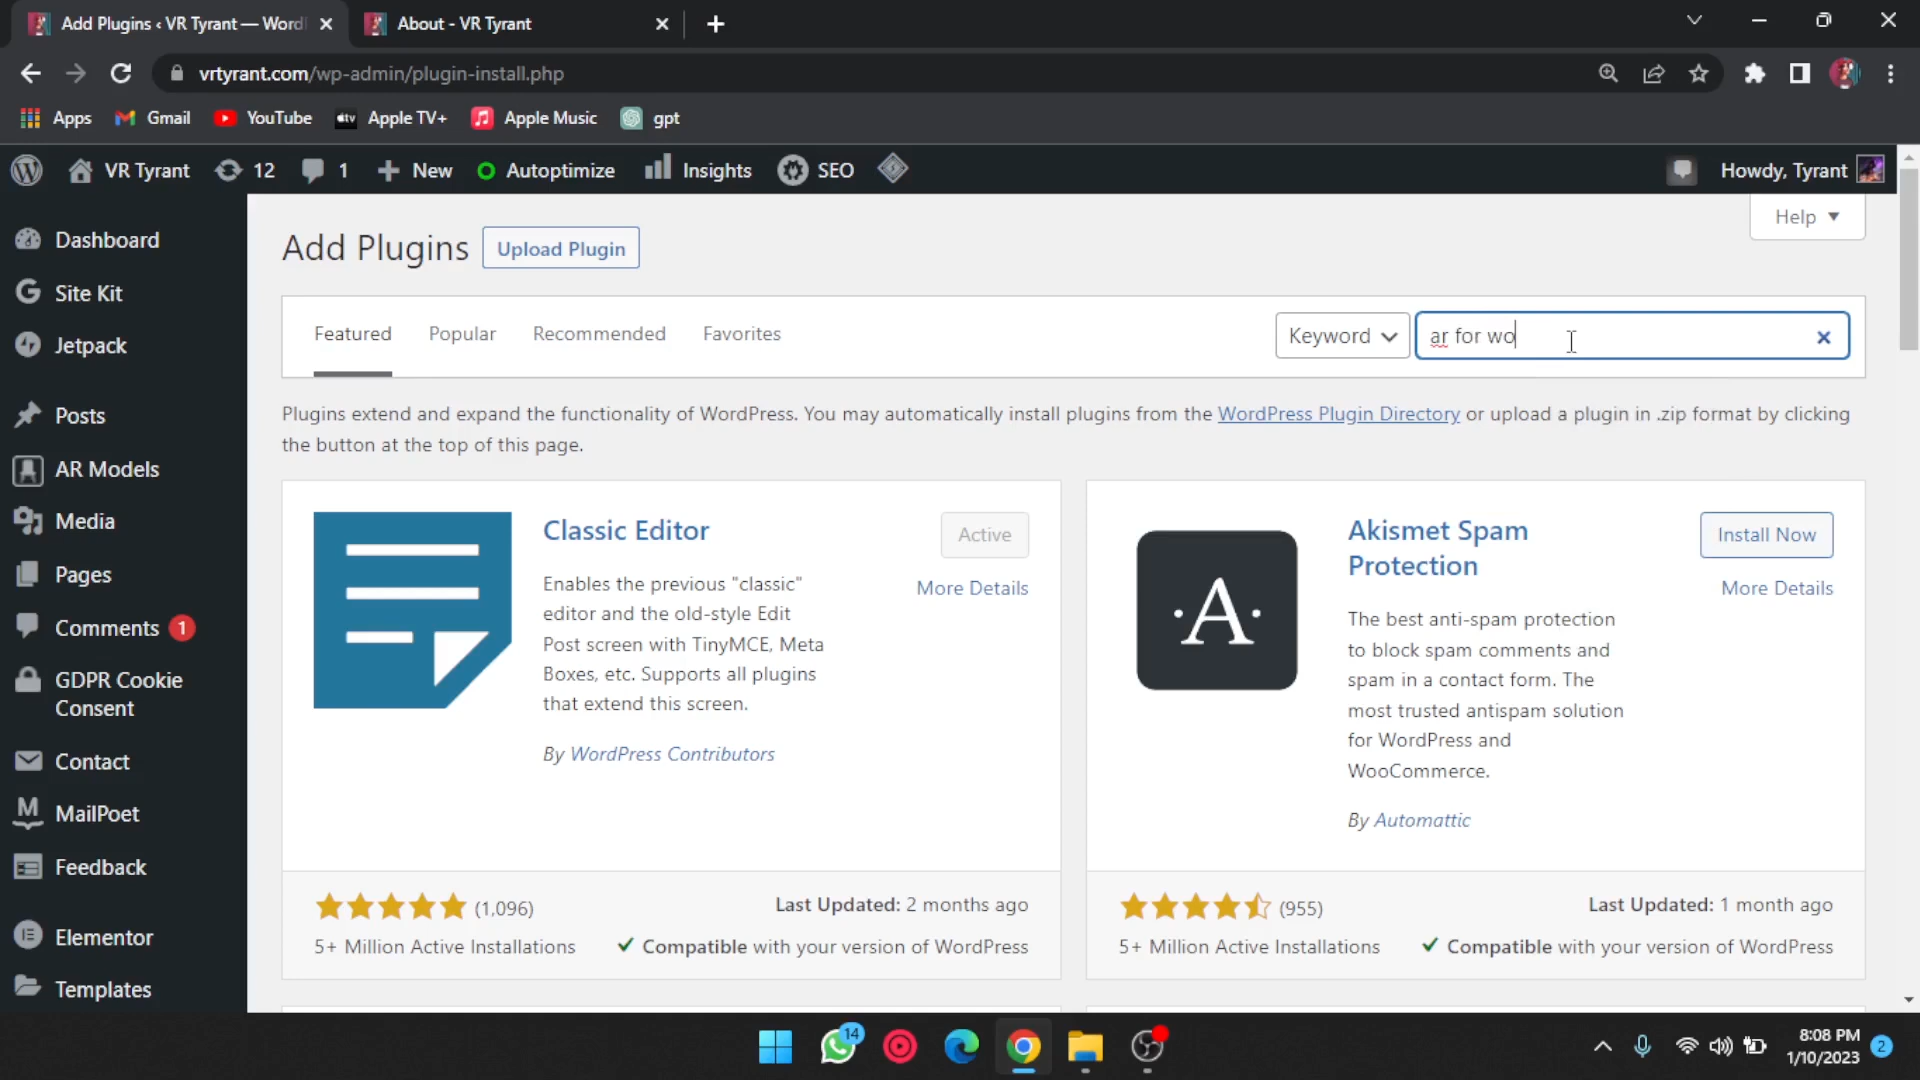 Add Plugins ‹ VR Tyrant — Word
About - VR Tyrant
vrtyrant.com/wp-admin/plugin-install.php
Apps
Gmail
YouTube
tv
Apple TV+
Apple Music
gpt
VR Tyrant
12
1
New
Autoptimize
Insights
SEO
Howdy, Tyrant
Dashboard
Site Kit
Jetpack
Posts
AR Models
Media
Pages
Comments 1
GDPR Cookie
Consent
Contact
MailPoet
Feedback
Elementor
Templates
Help
Add Plugins
Upload Plugin
Featured
Popular
Recommended
Favorites
Keyword
ar for wo
Plugins extend and expand the functionality of WordPress. You may automatically install plugins from the WordPress Plugin Directory or upload a plugin in .zip format by clicking
the button at the top of this page.
Classic Editor
Active
More Details
Enables the previous "classic"
editor and the old-style Edit
Post screen with TinyMCE, Meta
Boxes, etc. Supports all plugins
that extend this screen.
By WordPress Contributors
(1,096)
Last Updated: 2 months ago
5+ Million Active Installations
Compatible with your version of WordPress
·A·
Akismet Spam
Protection
Install Now
More Details
The best anti-spam protection
to block spam comments and
spam in a contact form. The
most trusted antispam solution
for WordPress and
WooCommerce.
By Automattic
(955)
Last Updated: 1 month ago
5+ Million Active Installations
Compatible with your version of WordPress
14
8:08 PM
1/10/2023
2